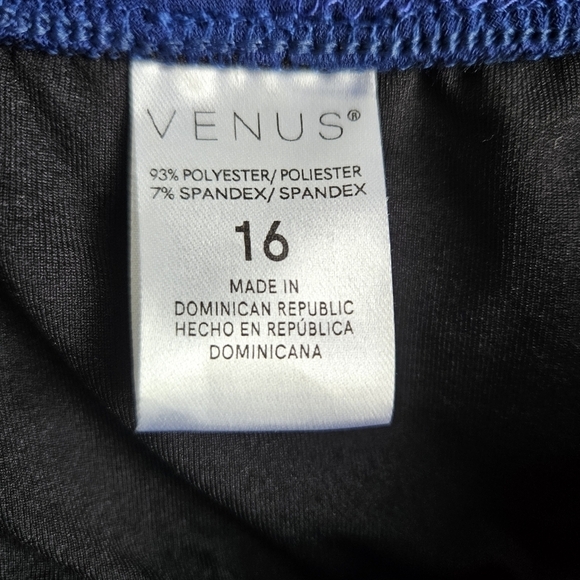 VENUS®
93% POLYESTER/POLIESTER
7% SPANDEX/SPANDEX
16
MADE IN
DOMINICAN REPUBLIC
HECHO EN REPÚBLICA
DOMINICANA